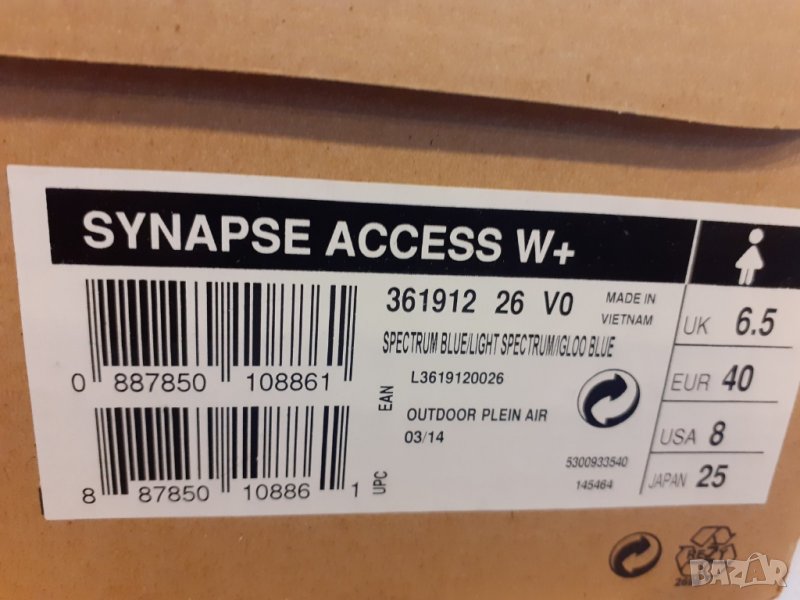 SYNAPSE ACCESS W+
361912 26 V0
MADE IN
VIETNAM
SPECTRUM BLUE/LIGHT SPECTRUM/IGLOO BLUE
0 887850 108861
EAN
L3619120026
OUTDOOR PLEIN AIR
03/14
8 87850 10886 1
UPC
5300933540
145464
UK 6.5
EUR 40
USA 8
JAPAN 25
RESY
BAZAR